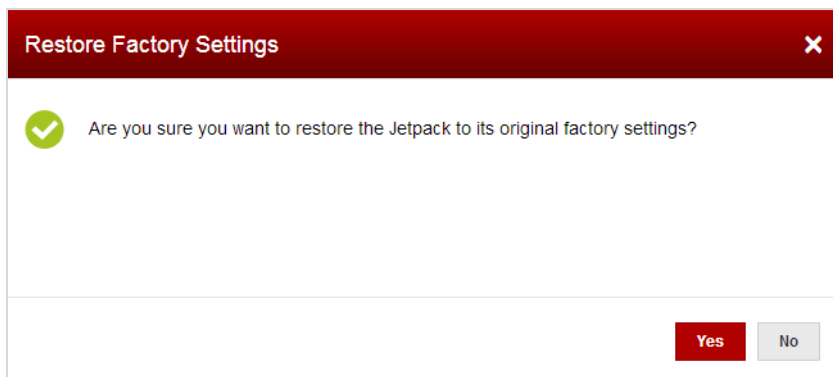 Restore Factory Settings
Are you sure you want to restore the Jetpack to its original factory settings?
Yes No